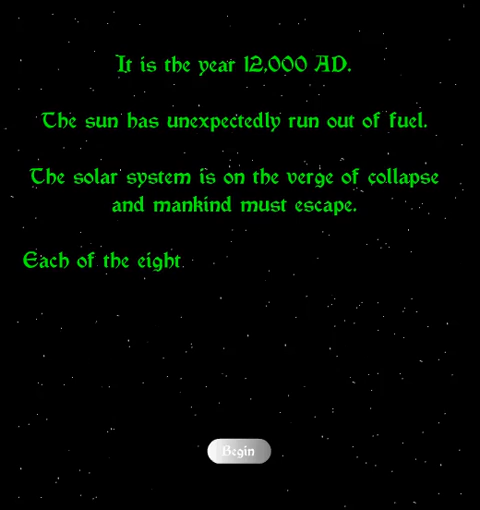 It is the year 12,000 AD.
The sun has unexpectedly run out of fuel.
The solar system is on the verge of collapse
and mankind must escape.
Each of the eight
Begin